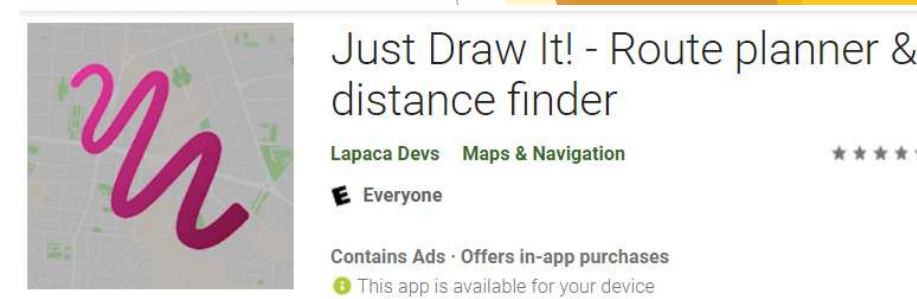 Just Draw It! - Route planner &
distance finder
Lapaca Devs Maps & Navigation
E Everyone
Contains Ads · Offers in-app purchases
This app is available for your device